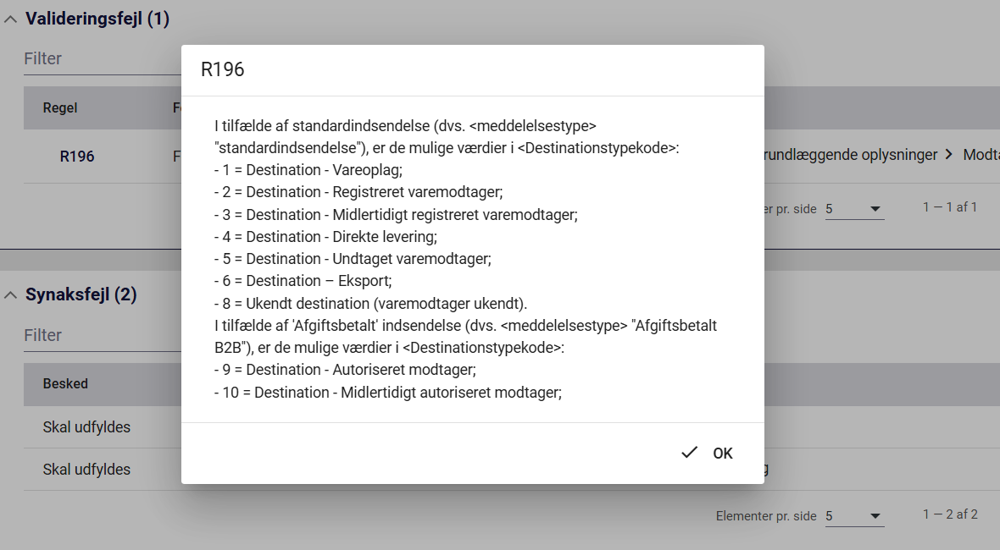 Valideringsfejl (1)
Filter
R196
Regel
R196
rundlæggende oplysninger
I tilfælde af standardindsendelse (dvs. <meddelelsestype>
"standardindsendelse"), er de mulige værdier i <Destinationstypekode>:
- 1 = Destination - Vareoplag;
- 2 = Destination - Registreret varemodtager;
- 3 = Destination - Midlertidigt registreret varemodtager;
- 4 = Destination - Direkte levering;
- 5 = Destination - Undtaget varemodtager;
- 6 = Destination – Eksport;
- 8 = Ukendt destination (varemodtager ukendt).
I tilfælde af 'Afgiftsbetalt' indsendelse (dvs. <meddelelsestype> "Afgiftsbetalt
B2B"), er de mulige værdier i <Destinationstypekode>:
- 9 = Destination - Autoriseret modtager;
- 10 = Destination - Midlertidigt autoriseret modtager;
OK
er pr. side 5 1 – 1 af 1
Synaksfejl (2)
Filter
Besked
Skal udfyldes
Skal udfyldes
Elementer pr. side 5 1 – 2 af 2